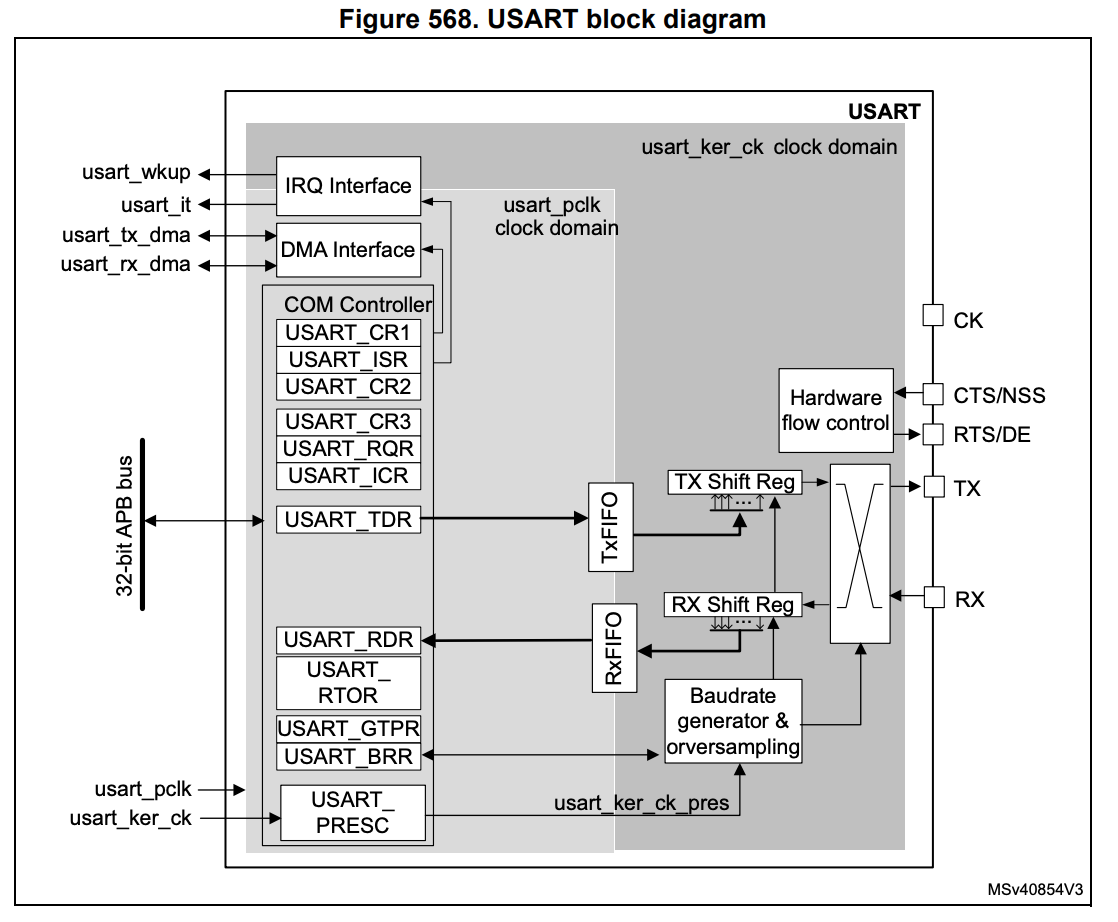 Figure 568. USART block diagram
USART
usart_ker_ck clock domain
usart_wkup
IRQ Interface
usart_it
usart_pclk
clock domain
usart_tx_dma
DMA Interface
usart_rx_dma
COM Controller
USART_CR1
USART_ISR
USART_CR2
USART_CR3
USART_RQR
USART_ICR
USART_TDR
32-bit APB bus
TxFIFO
TX Shift Reg
...
Hardware
flow control
CK
CTS/NSS
RTS/DE
TX
RX
RX Shift Reg
...
RxFIFO
USART_RDR
USART_
RTOR
USART_GTPR
USART_BRR
Baudrate
generator &
orversampling
usart_pclk
usart_ker_ck
USART_
PRESC
usart_ker_ck_pres
MSv40854V3